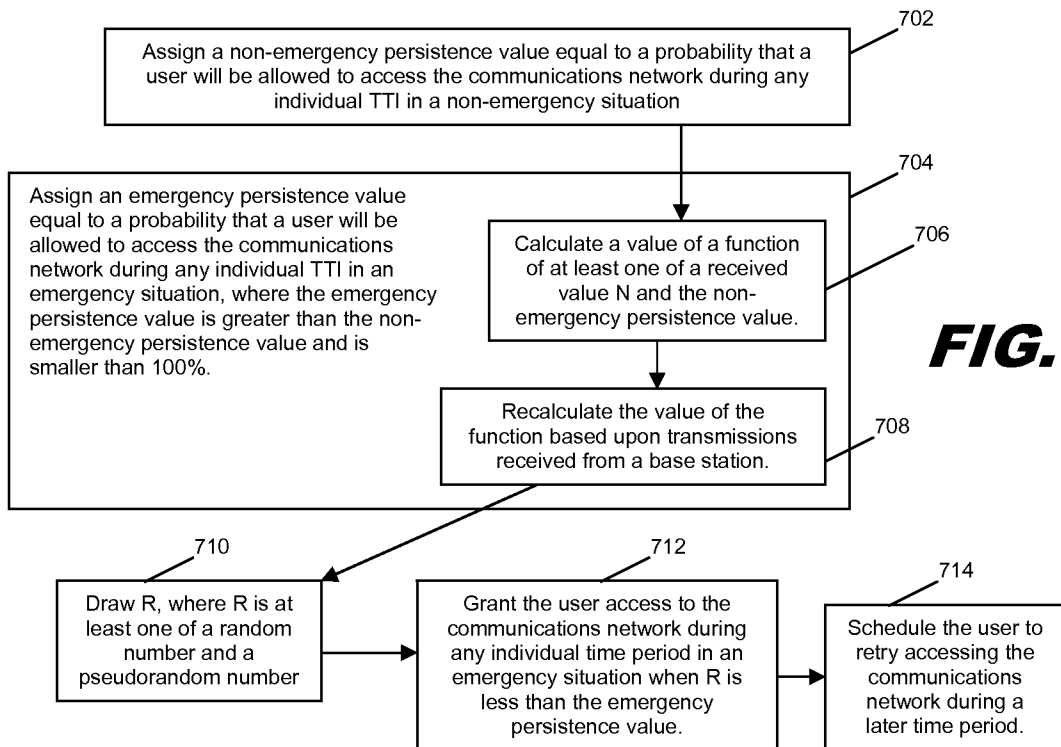 702
Assign a non-emergency persistence value equal to a probability that a
user will be allowed to access the communications network during any
individual TTI in a non-emergency situation
704
Assign an emergency persistence value
equal to a probability that a user will be
allowed to access the communications
network during any individual TTI in an
emergency situation, where the emergency
persistence value is greater than the non-
emergency persistence value and is
smaller than 100%.
706
Calculate a value of a function
of at least one of a received
value N and the non-
emergency persistence value.
FIG.
708
Recalculate the value of the
function based upon transmissions
received from a base station.
710
Draw R, where R is at
least one of a random
number and a
pseudorandom number
712
Grant the user access to the
communications network during
any individual time period in an
emergency situation when R is
less than the emergency
persistence value.
714
Schedule the user to
retry accessing the
communications
network during a
later time period.